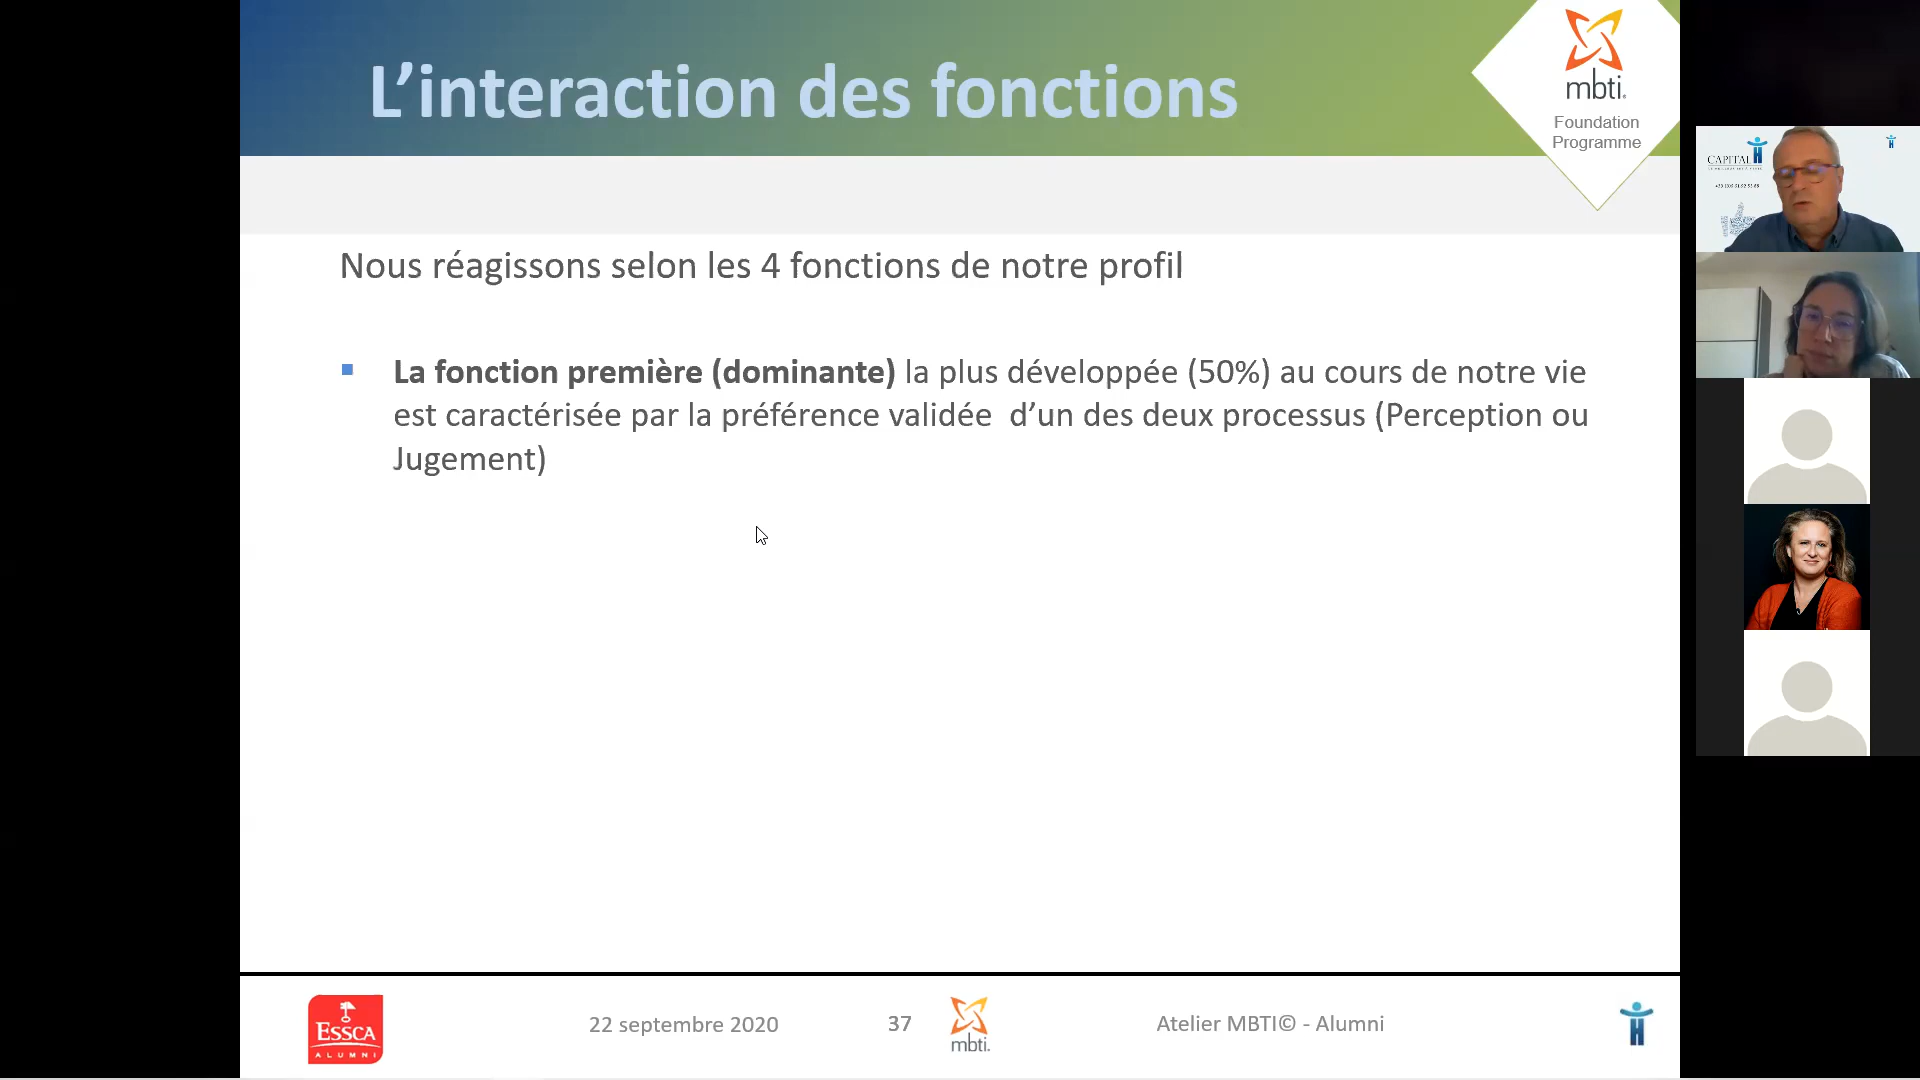 L’interaction des fonctions
mbti.
Foundation
Programme
Nous réagissons selon les 4 fonctions de notre profil
La fonction première (dominante) la plus développée (50%) au cours de notre vie
est caractérisée par la préférence validée d’un des deux processus (Perception ou
Jugement)
CAPITAL H
ESSCA
ALUMNI
22 septembre 2020
37
mbti.
Atelier MBTI© - Alumni
H